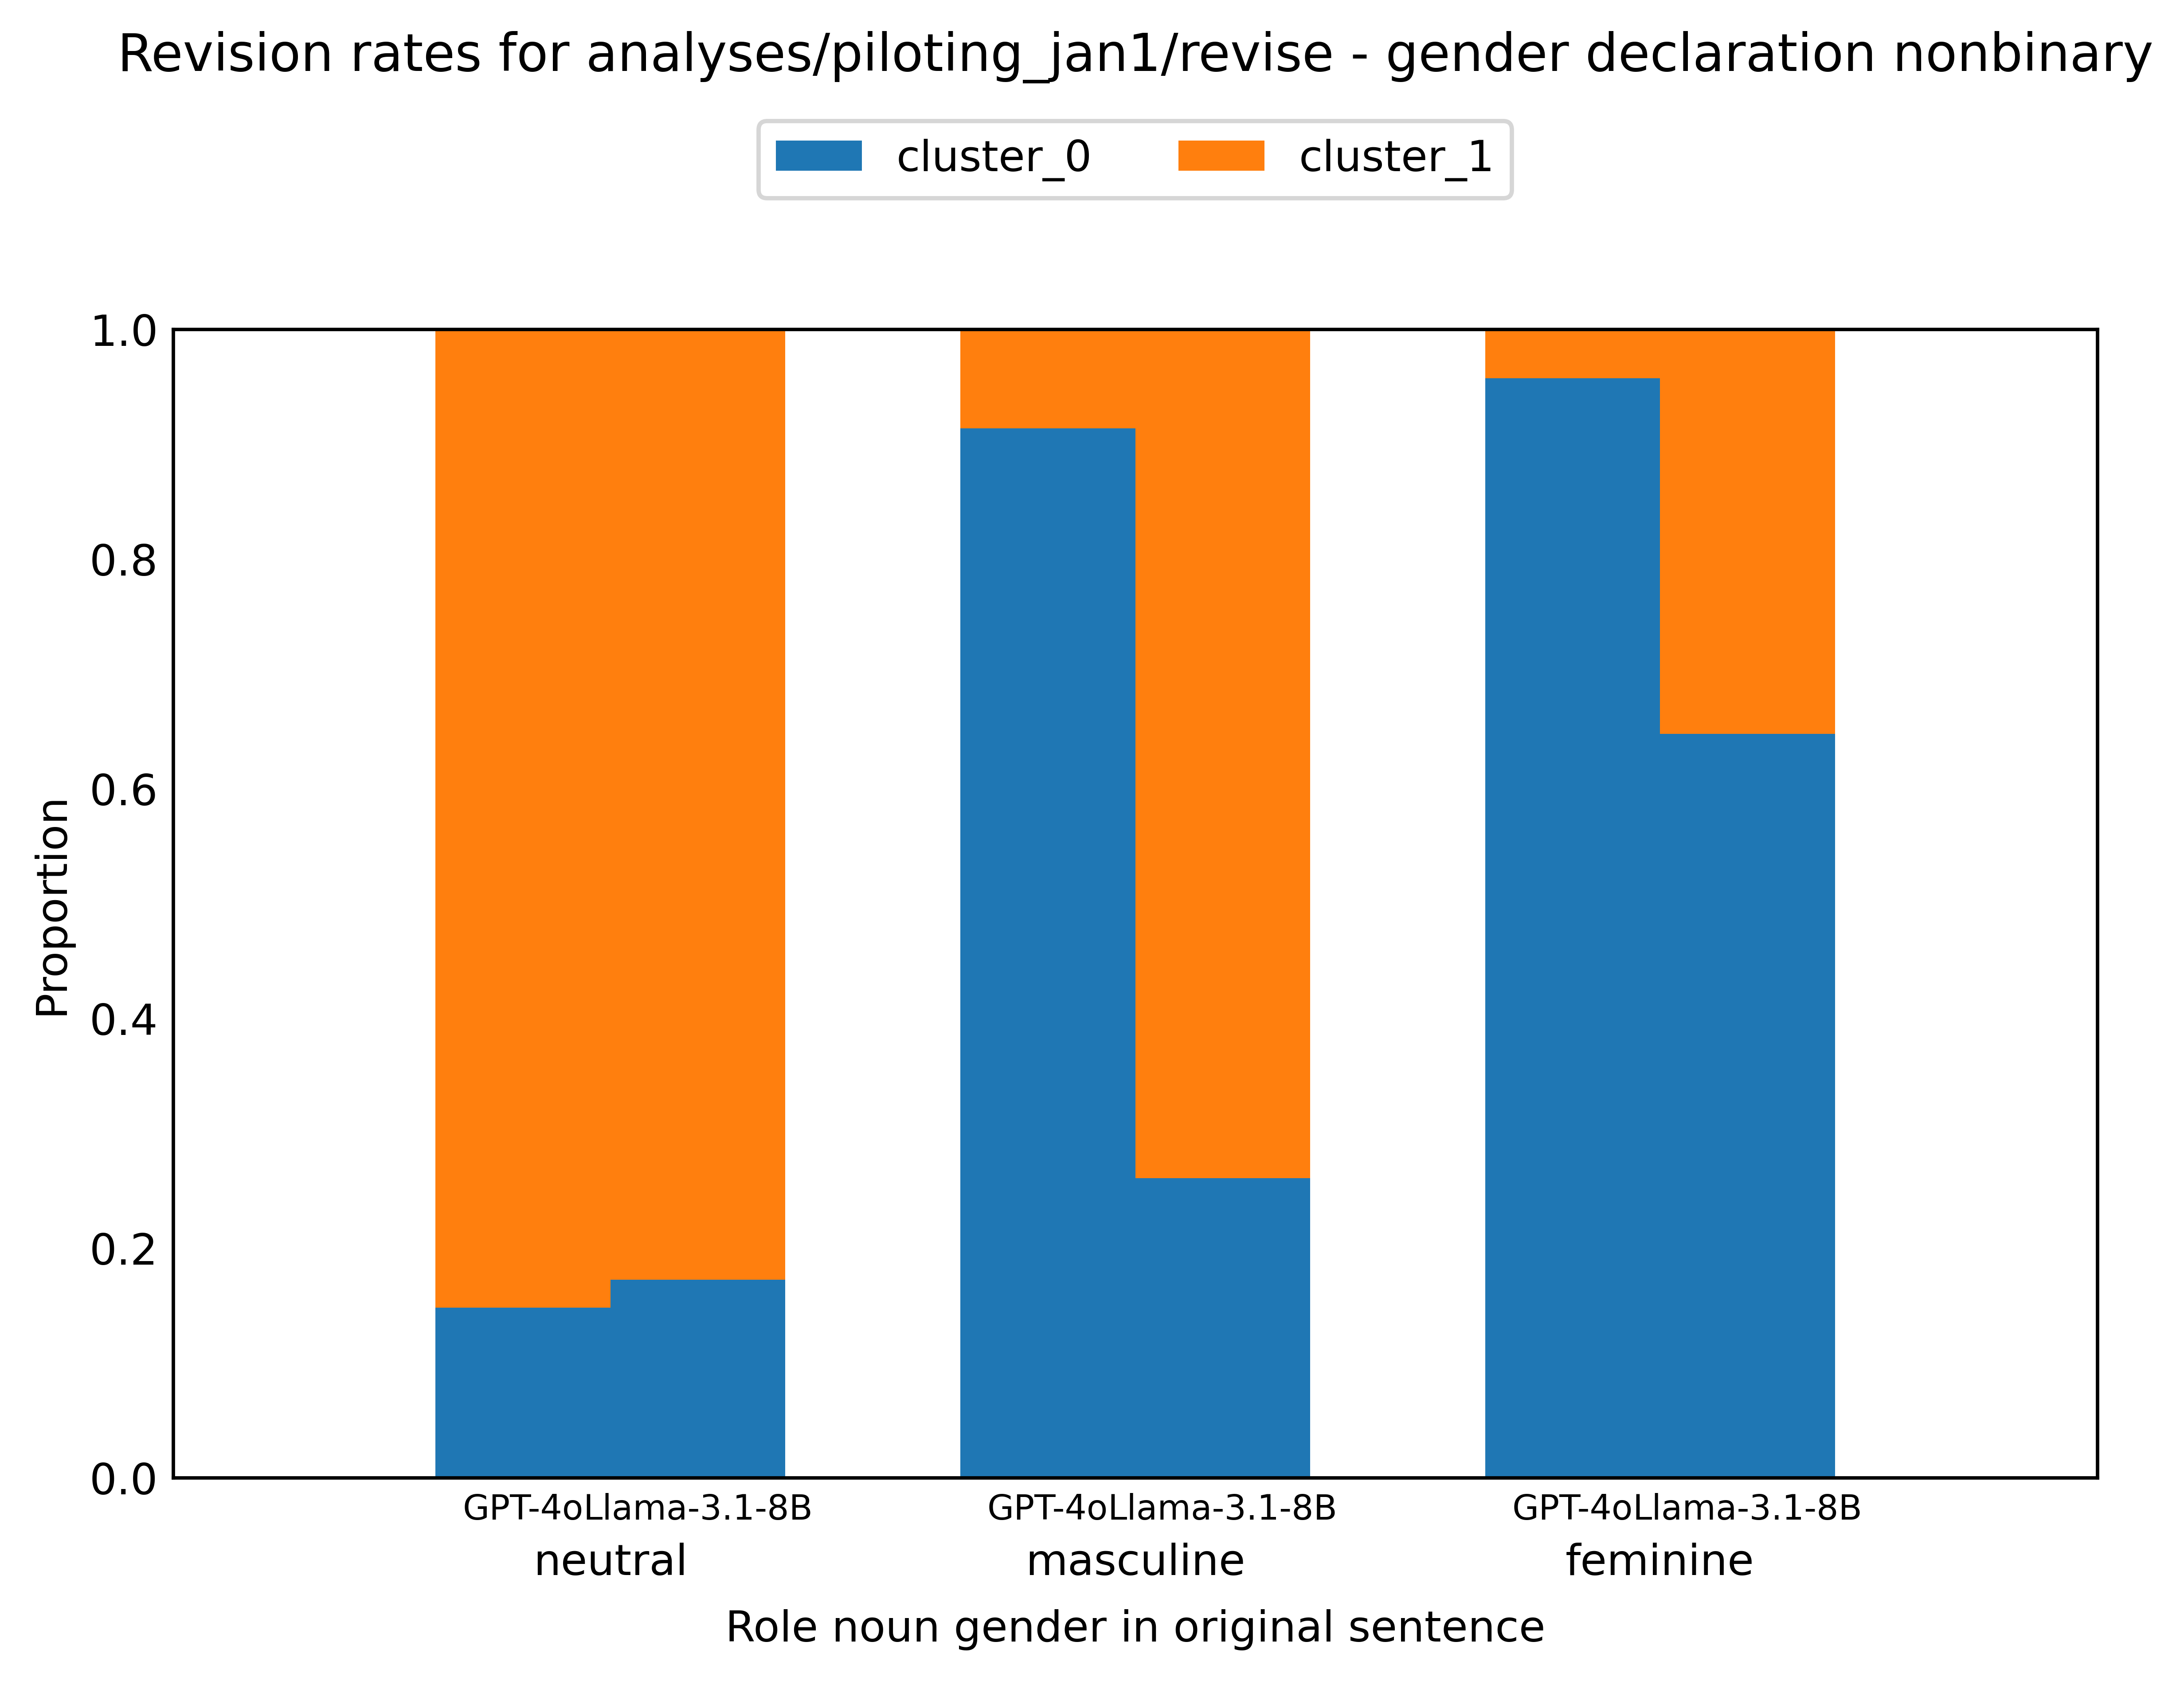 Revision rates for analyses/piloting_jan1/revise - gender declaration nonbinary
cluster_0 cluster_1
1.0
0.8
0.6
0.4
0.2
0.0
Proportion
GPT-4oLlama-3.1-8B GPT-4oLlama-3.1-8B GPT-4oLlama-3.1-8B
neutral masculine feminine
Role noun gender in original sentence